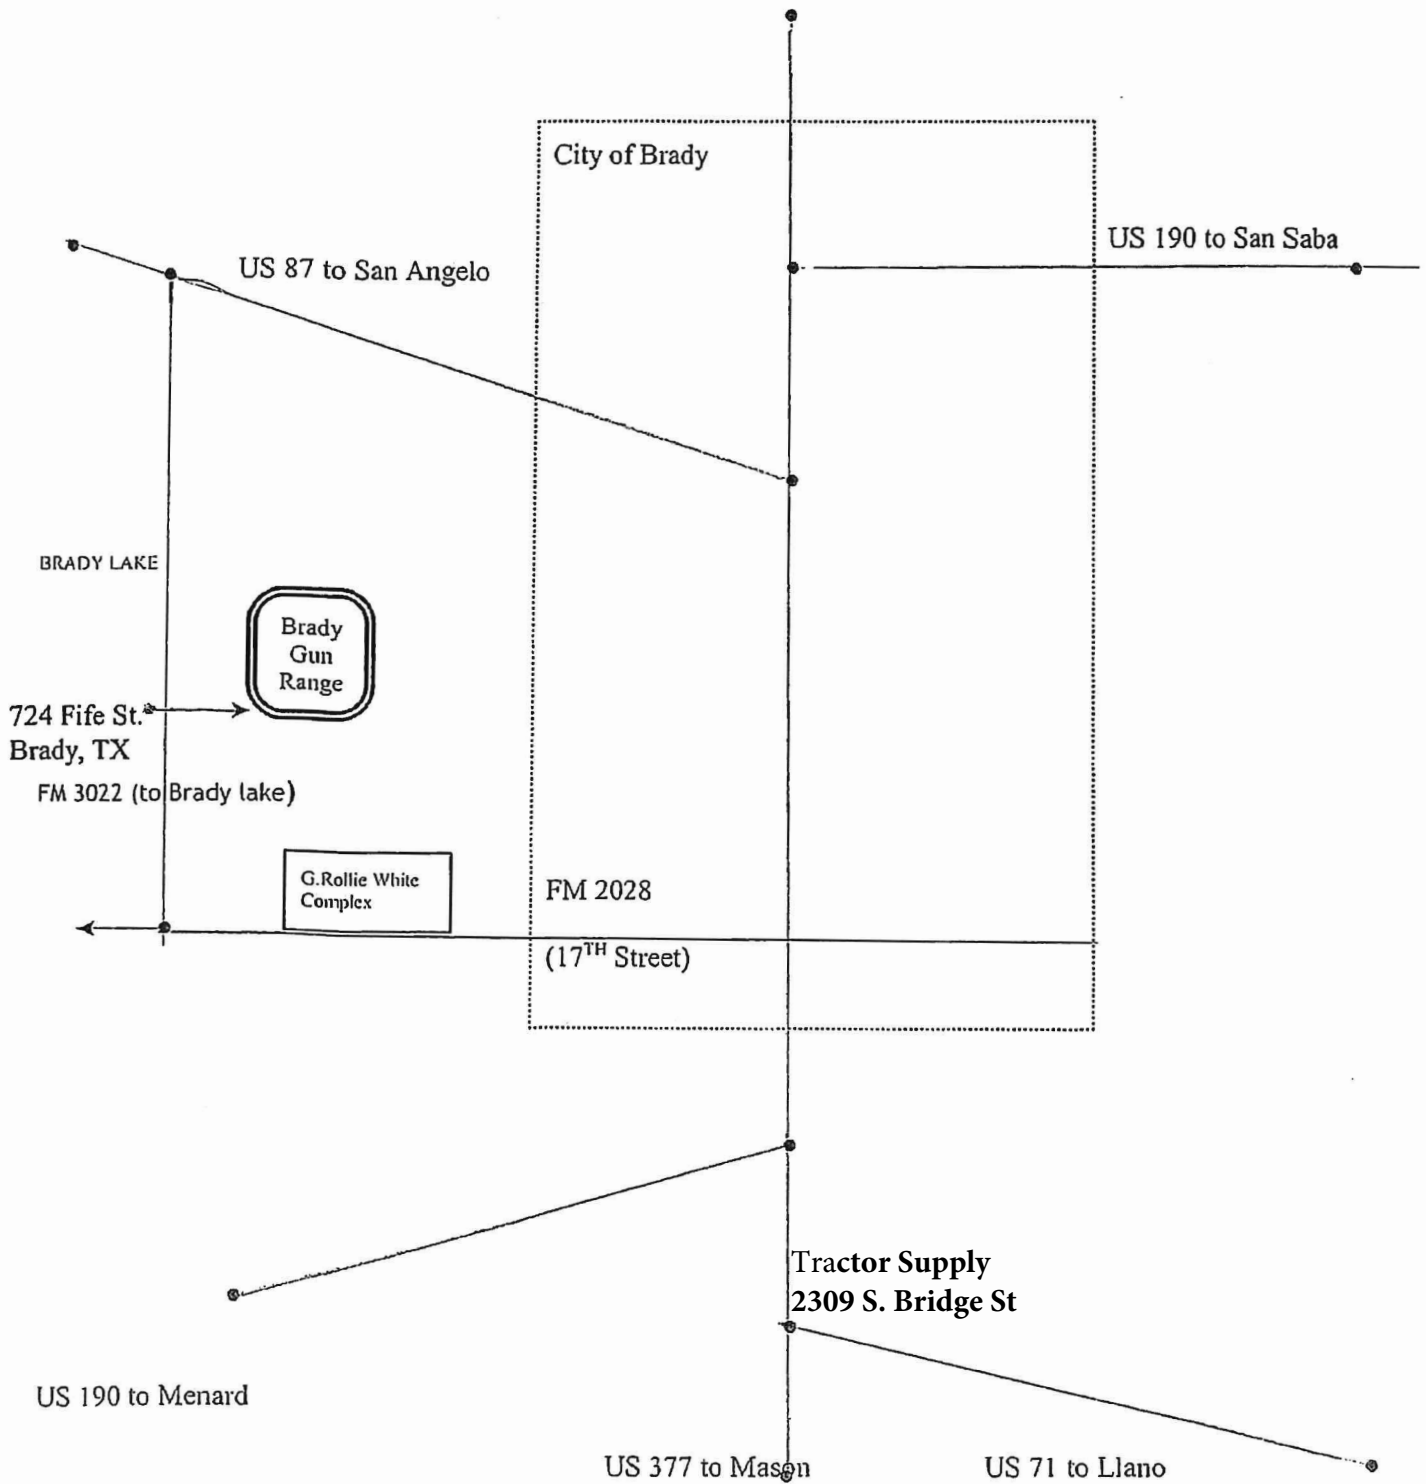 City of Brady
US 190 to San Saba
US 87 to San Angelo
BRADY LAKE
Brady
Gun
Range
724 Fife St.
Brady, TX
FM 3022 (to Brady lake)
G.Rollie White
Complex
FM 2028
(17TH Street)
Tractor Supply
2309 S. Bridge St
US 190 to Menard
US 377 to Mason
US 71 to Llano